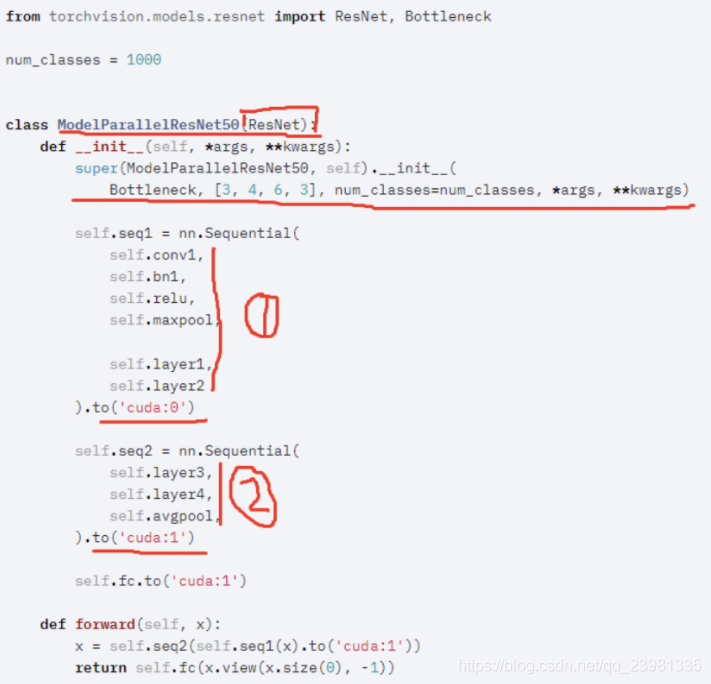 from torchvision.models.resnet import ResNet, Bottleneck
num_classes = 1000
class ModelParallelResNet50(ResNet):
def __init__(self, *args, **kwargs):
super(ModelParallelResNet50, self).__init__(
Bottleneck, [3, 4, 6, 3], num_classes=num_classes, *args, **kwargs)
self.seq1 = nn.Sequential(
self.conv1,
self.bn1,
self.relu,
self.maxpool,
①
self.layer1,
self.layer2
).to('cuda:0')
self.seq2 = nn.Sequential(
self.layer3,
self.layer4,
②
self.avgpool,
).to('cuda:1')
self.fc.to('cuda:1')
def forward(self, x):
x = self.seq2(self.seq1(x).to('cuda:1'))
return self.fc(x.view(x.size(0), -1))
https://blog.csdn.net/qq_23981335